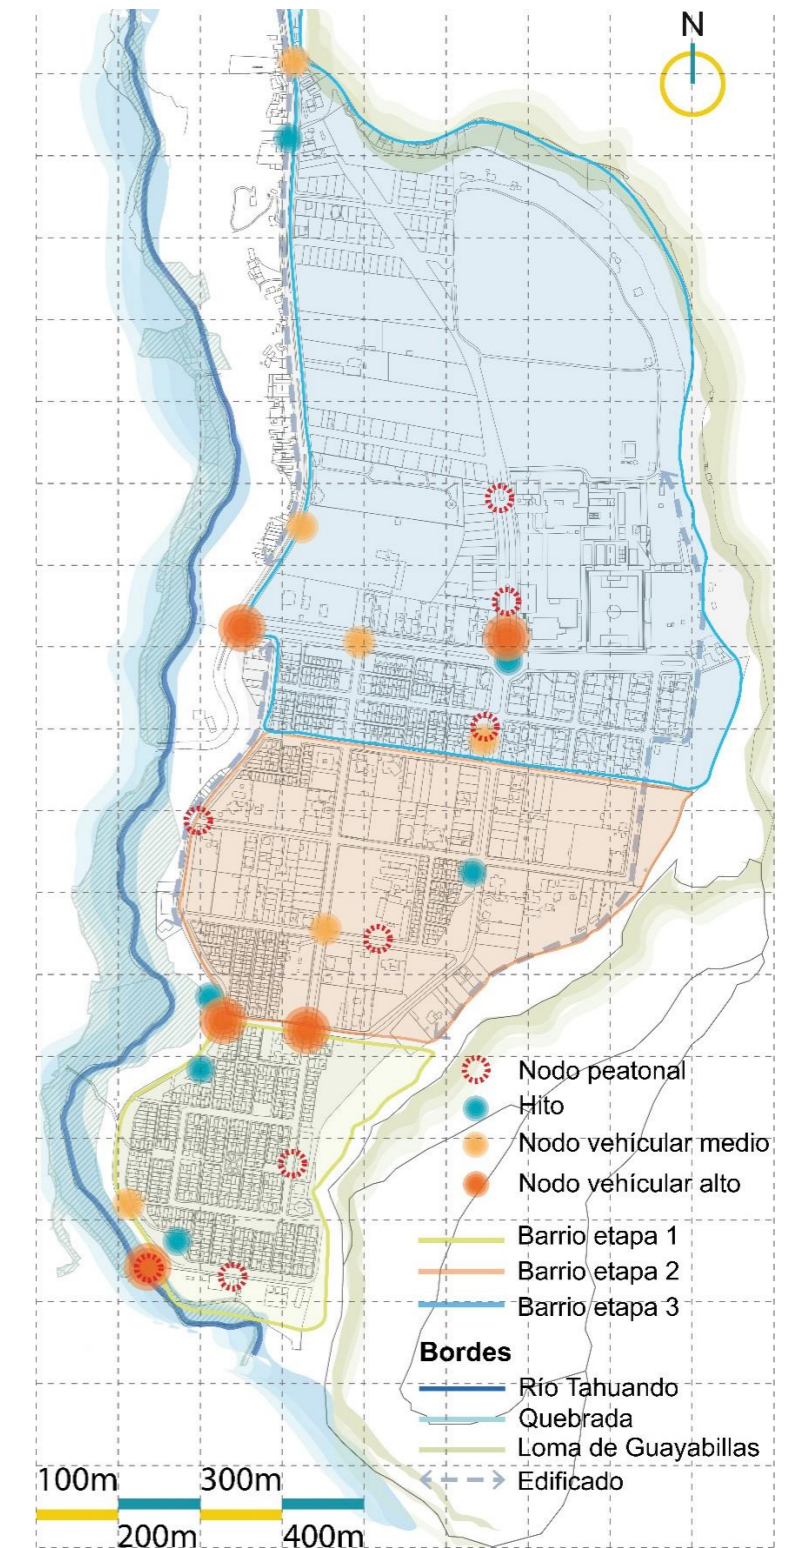 N
Nodo peatonal
Hito
Nodo vehícular medio
Nodo vehícular alto
Barrio etapa 1
Barrio etapa 2
Barrio etapa 3
Bordes
Río Tahuando
Quebrada
Loma de Guayabillas
Edificado
100m 300m
200m 400m